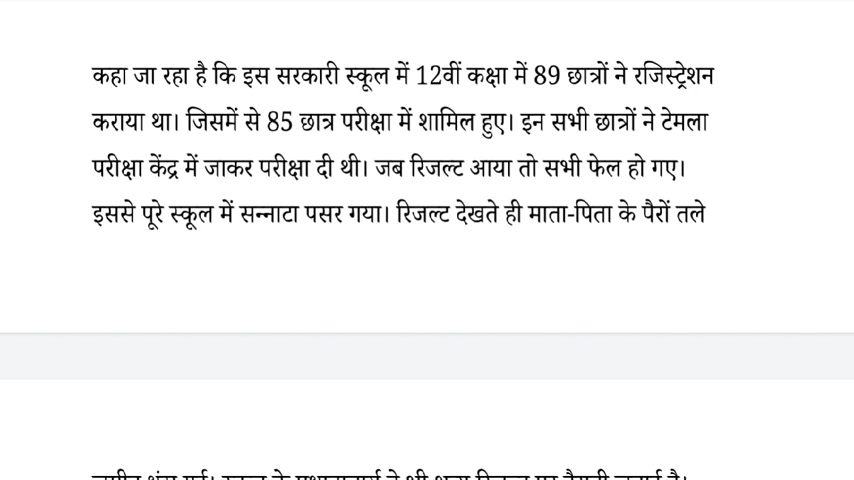 कहा जा रहा है कि इस सरकारी स्कूल में 12वीं कक्षा में 89 छात्रों ने रजिस्ट्रेशन
कराया था। जिसमें से 85 छात्र परीक्षा में शामिल हुए। इन सभी छात्रों ने टेमला
परीक्षा केंद्र में जाकर परीक्षा दी थी। जब रिजल्ट आया तो सभी फेल हो गए।
इससे पूरे स्कूल में सन्नाटा पसर गया। रिजल्ट देखते ही माता-पिता के पैरों तले